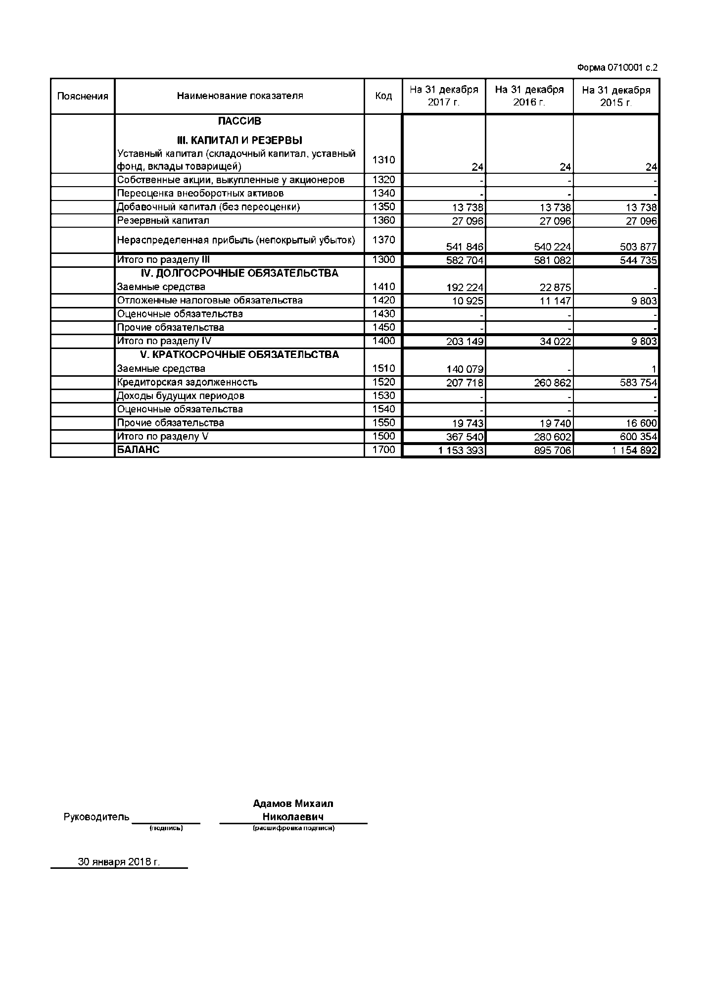 Форма 0710001 с.2
Пояснения Наименование показателя Код На 31 декабря 2017 г. На 31 декабря 2016 г. На 31 декабря 2015 г.
ПАССИВ
III. КАПИТАЛ И РЕЗЕРВЫ
Уставный капитал (складочный капитал, уставный
фонд, вклады товарищей) 1310 24 24 24
Собственные акции, выкупленные у акционеров 1320 - - -
Переоценка внеоборотных активов 1340 - - -
Добавочный капитал (без переоценки) 1350 13 738 13 738 13 738
Резервный капитал 1360 27 096 27 096 27 096
Нераспределенная прибыль (непокрытый убыток) 1370 541 846 540 224 503 877
Итого по разделу III 1300 582 704 581 082 544 735
IV. ДОЛГОСРОЧНЫЕ ОБЯЗАТЕЛЬСТВА
Заемные средства 1410 192 224 22 875 -
Отложенные налоговые обязательства 1420 10 925 11 147 9 803
Оценочные обязательства 1430 - - -
Прочие обязательства 1450 - - -
Итого по разделу IV 1400 203 149 34 022 9 803
V. КРАТКОСРОЧНЫЕ ОБЯЗАТЕЛЬСТВА
Заемные средства 1510 140 079 - 1
Кредиторская задолженность 1520 207 718 260 862 583 754
Доходы будущих периодов 1530 - - -
Оценочные обязательства 1540 - - -
Прочие обязательства 1550 19 743 19 740 16 600
Итого по разделу V 1500 367 540 280 602 600 354
БАЛАНС 1700 1 153 393 895 706 1 154 892
Адамов Михаил
Руководитель Николаевич
(подпись) (расшифровка подписи)
30 января 2018 г.